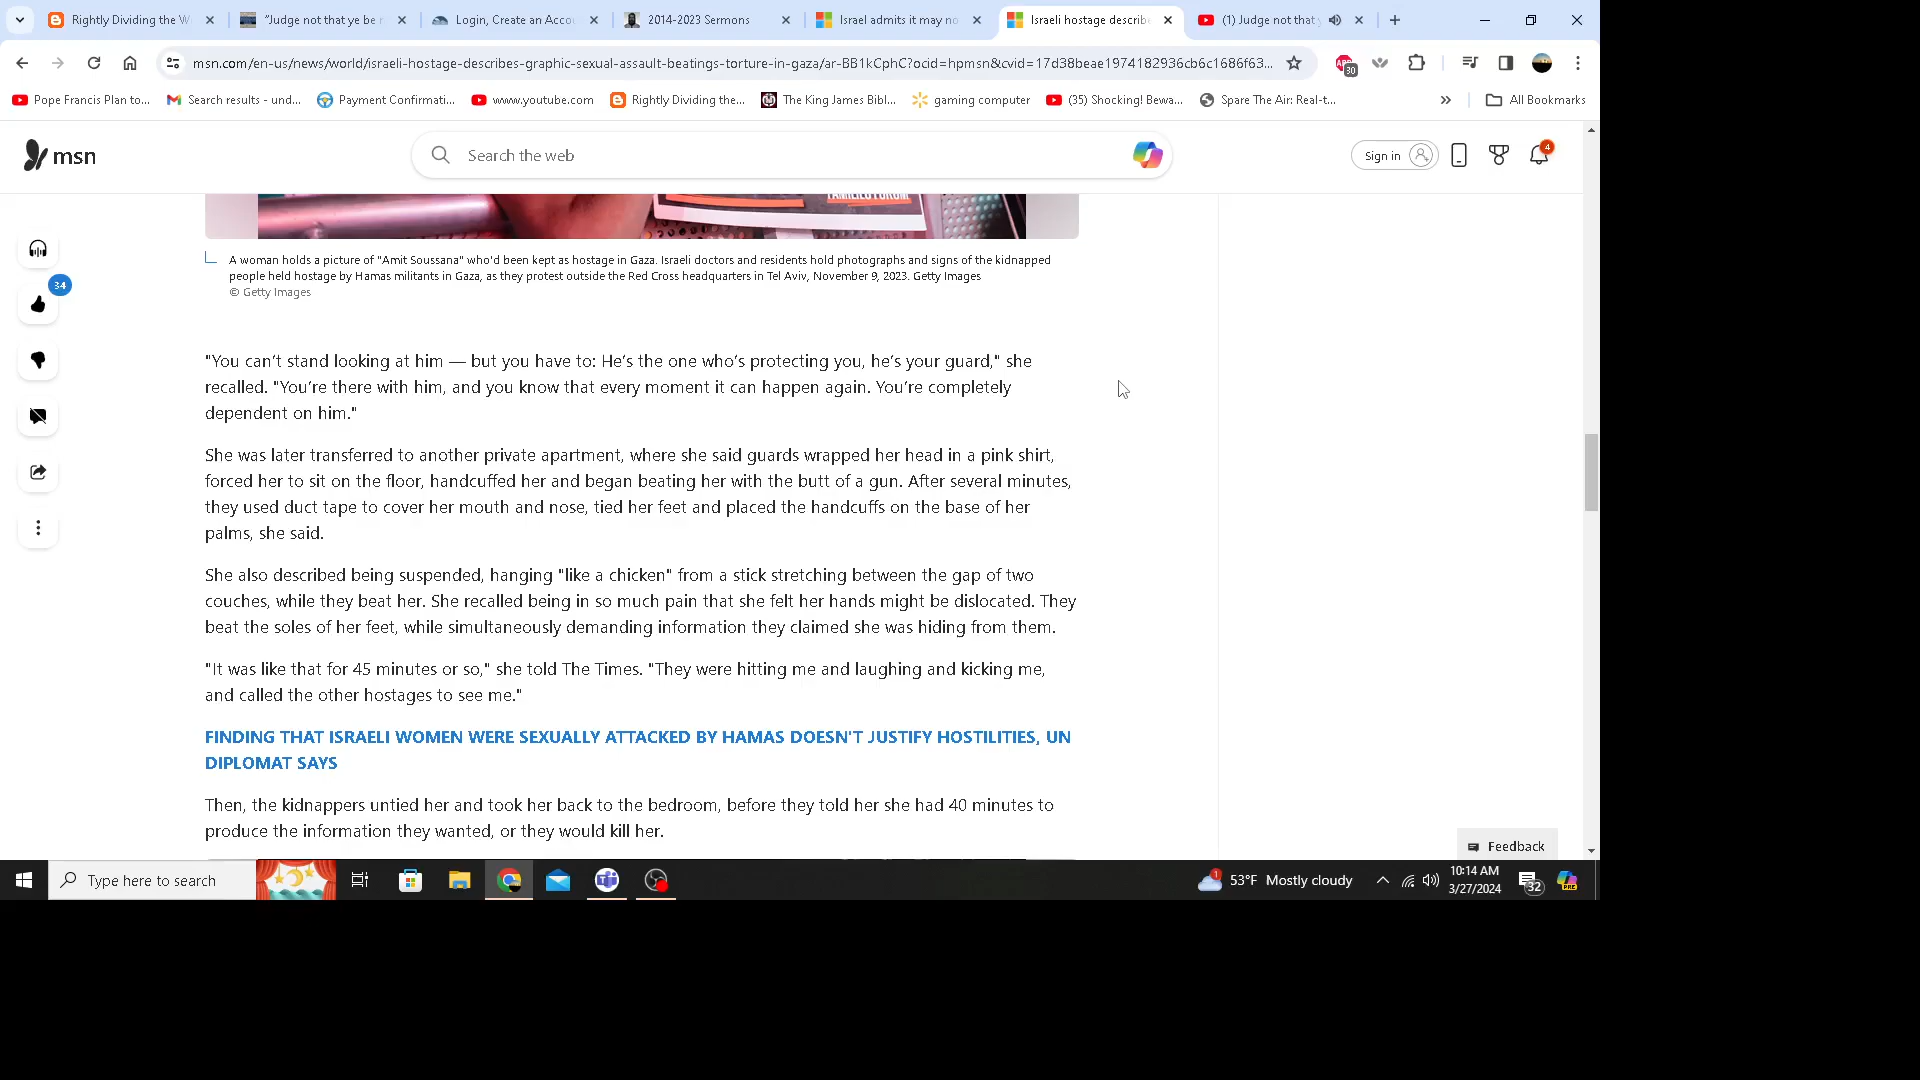 Rightly Dividing the W
"Judge not that ye be n
Login, Create an Accou
2014-2023 Sermons
Israel admits it may no
Israeli hostage describe
(1) Judge not that y
msn.com/en-us/news/world/israeli-hostage-describes-graphic-sexual-assault-beatings-torture-in-gaza/ar-BB1kCphC?ocid=hpmsn&cvid=17d38beae1974182936cb6c1686f63...
30
Pope Francis Plan to...
Search results - und...
Payment Confirmati...
www.youtube.com
Rightly Dividing the...
The King James Bibl...
gaming computer
(35) Shocking! Bewa...
Spare The Air: Real-t...
All Bookmarks
msn
Search the web
Sign in
4
34
A woman holds a picture of "Amit Soussana" who'd been kept as hostage in Gaza. Israeli doctors and residents hold photographs and signs of the kidnapped
people held hostage by Hamas militants in Gaza, as they protest outside the Red Cross headquarters in Tel Aviv, November 9, 2023. Getty Images
© Getty Images
"You can’t stand looking at him — but you have to: He’s the one who’s protecting you, he’s your guard," she
recalled. "You’re there with him, and you know that every moment it can happen again. You’re completely
dependent on him."
She was later transferred to another private apartment, where she said guards wrapped her head in a pink shirt,
forced her to sit on the floor, handcuffed her and began beating her with the butt of a gun. After several minutes,
they used duct tape to cover her mouth and nose, tied her feet and placed the handcuffs on the base of her
palms, she said.
She also described being suspended, hanging "like a chicken" from a stick stretching between the gap of two
couches, while they beat her. She recalled being in so much pain that she felt her hands might be dislocated. They
beat the soles of her feet, while simultaneously demanding information they claimed she was hiding from them.
"It was like that for 45 minutes or so," she told The Times. "They were hitting me and laughing and kicking me,
and called the other hostages to see me."
FINDING THAT ISRAELI WOMEN WERE SEXUALLY ATTACKED BY HAMAS DOESN'T JUSTIFY HOSTILITIES, UN
DIPLOMAT SAYS
Then, the kidnappers untied her and took her back to the bedroom, before they told her she had 40 minutes to
produce the information they wanted, or they would kill her.
Feedback
Type here to search
1
53°F Mostly cloudy
10:14 AM
3/27/2024
32